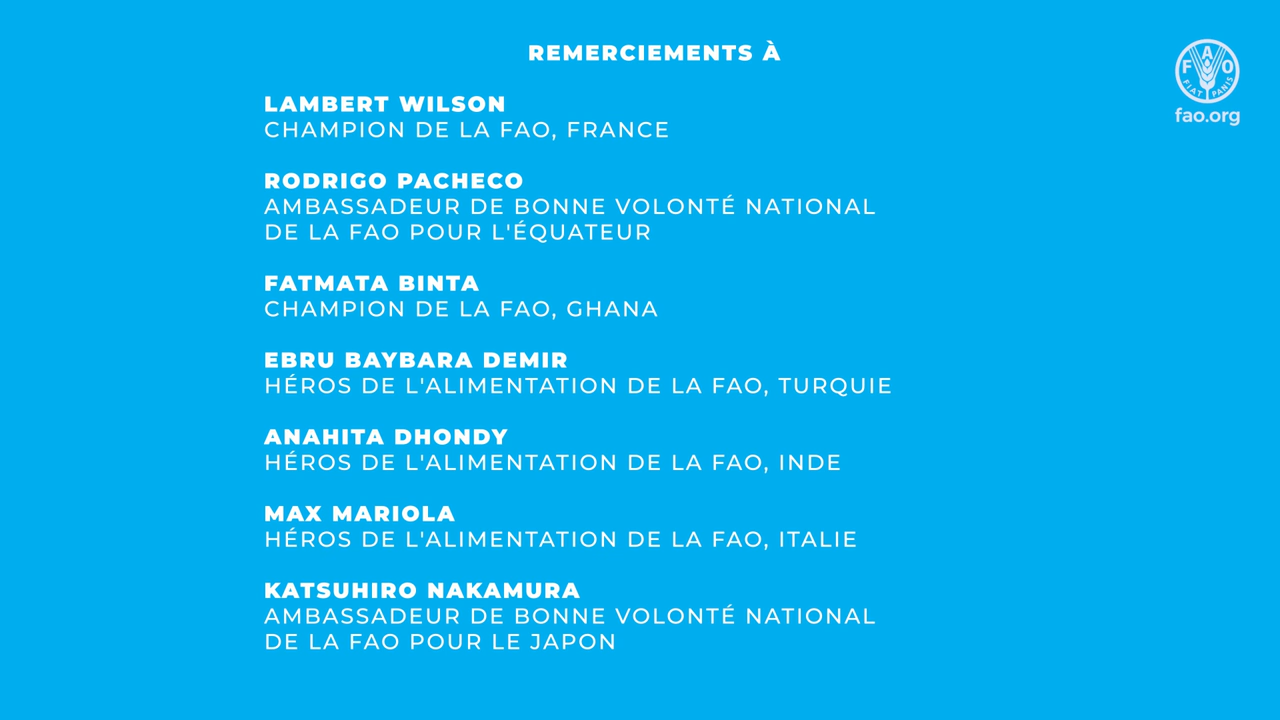 REMERCIEMENTS À
LAMBERT WILSON
CHAMPION DE LA FAO, FRANCE
RODRIGO PACHECO
AMBASSADEUR DE BONNE VOLONTÉ NATIONAL
DE LA FAO POUR L'ÉQUATEUR
FATMATA BINTA
CHAMPION DE LA FAO, GHANA
EBRU BAYBARA DEMIR
HÉROS DE L'ALIMENTATION DE LA FAO, TURQUIE
ANAHITA DHONDY
HÉROS DE L'ALIMENTATION DE LA FAO, INDE
MAX MARIOLA
HÉROS DE L'ALIMENTATION DE LA FAO, ITALIE
KATSUHIRO NAKAMURA
AMBASSADEUR DE BONNE VOLONTÉ NATIONAL
DE LA FAO POUR LE JAPON
F A O
FIAT PANIS
fao.org